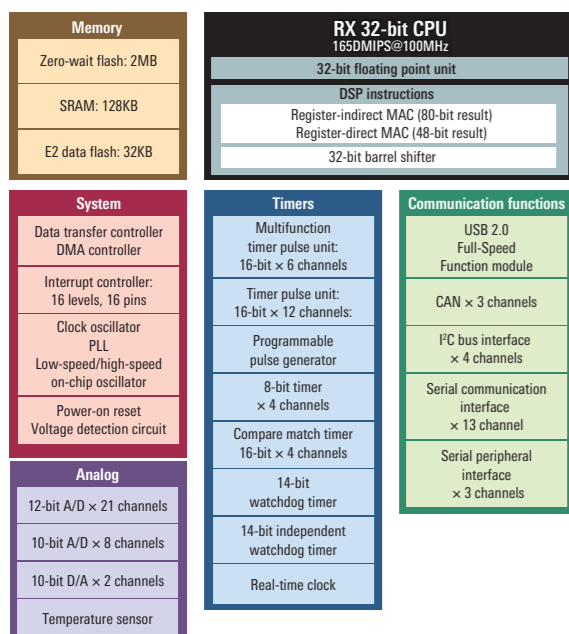 Memory
Zero-wait flash: 2MB
SRAM: 128KB
E2 data flash: 32KB
RX 32-bit CPU
165DMIPS@100MHz
32-bit floating point unit
DSP instructions
Register-indirect MAC (80-bit result)
Register-direct MAC (48-bit result)
32-bit barrel shifter
System
Data transfer controller
DMA controller
Interrupt controller:
16 levels, 16 pins
Clock oscillator
PLL
Low-speed/high-speed
on-chip oscillator
Power-on reset
Voltage detection circuit
Analog
12-bit A/D × 21 channels
10-bit A/D × 8 channels
10-bit D/A × 2 channels
Temperature sensor
Timers
Multifunction
timer pulse unit:
16-bit × 6 channels
Timer pulse unit:
16-bit × 12 channels:
Programmable
pulse generator
8-bit timer
× 4 channels
Compare match timer
16-bit × 4 channels
14-bit
watchdog timer
14-bit independent
watchdog timer
Real-time clock
Communication functions
USB 2.0
Full-Speed
Function module
CAN × 3 channels
I²C bus interface
× 4 channels
Serial communication
interface
× 13 channel
Serial peripheral
interface
× 3 channels